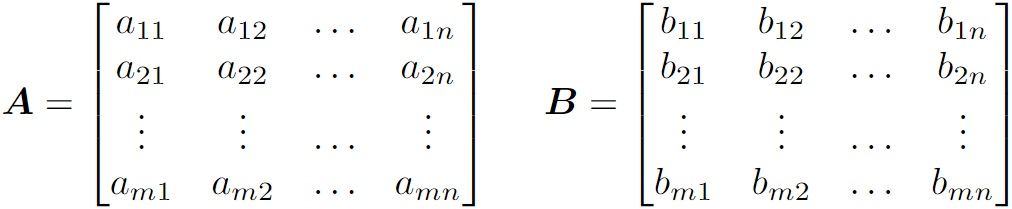 A = [ a11 a12 … a1n B = [ b11 b12 … b1n
a21 a22 … a2n b21 b22 … b2n
⋮ ⋮ … ⋮ ⋮ ⋮ … ⋮
am1 am2 … amn ] bm1 bm2 … bmn ]